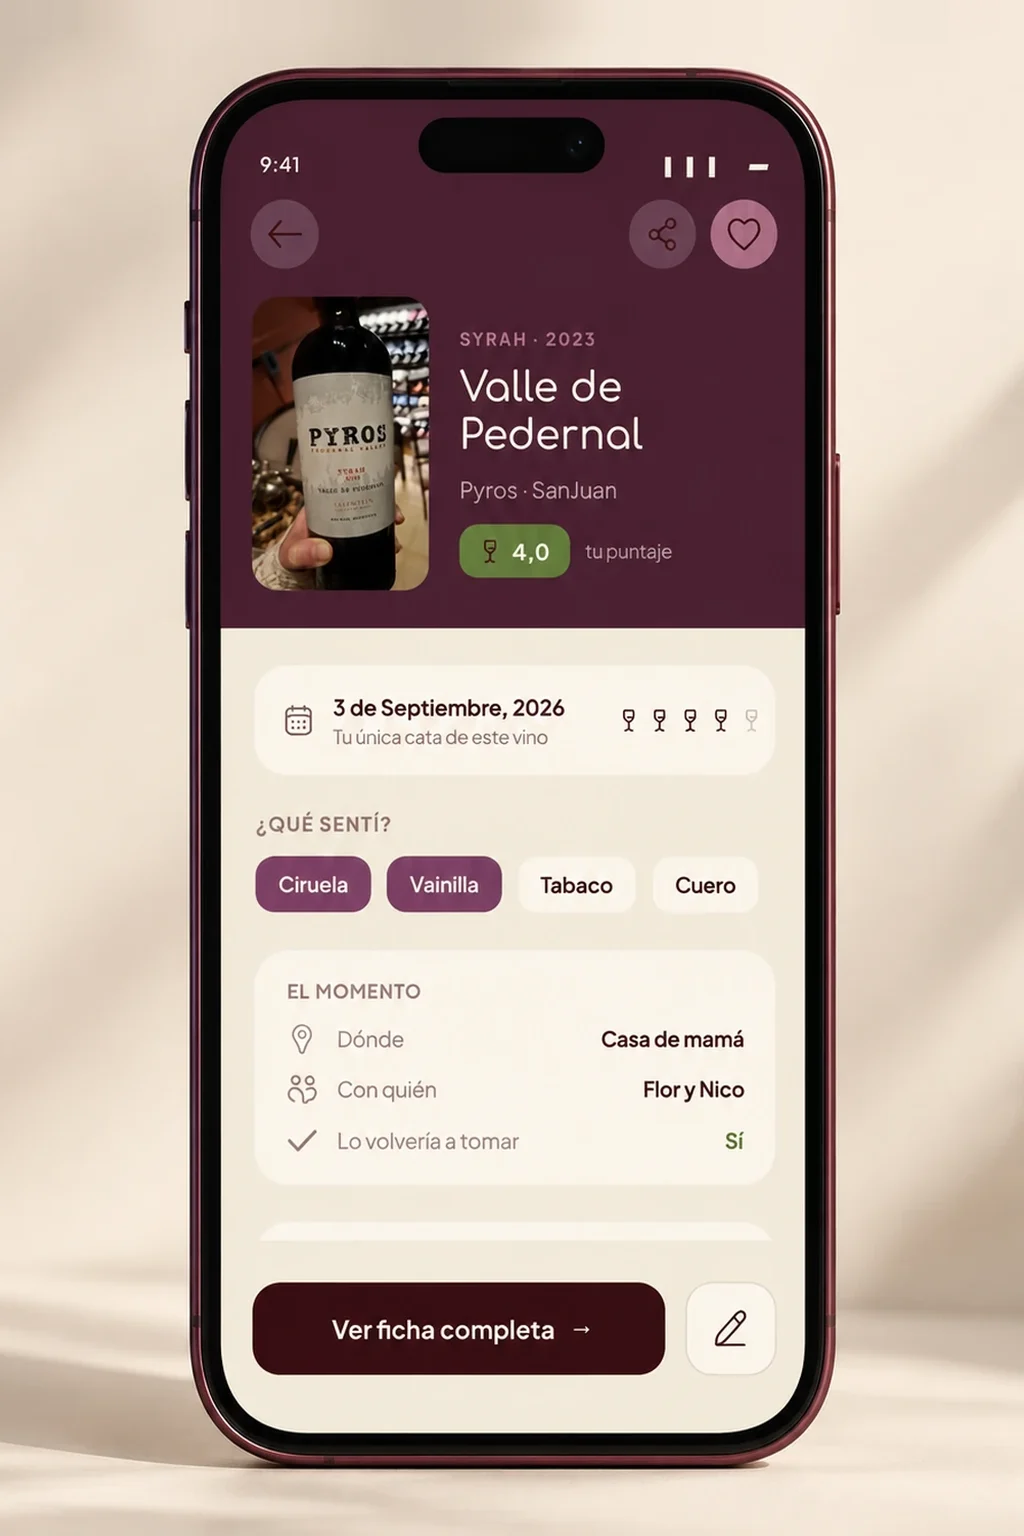 9:41
SYRAH · 2023
Valle de
Pedernal
Pyros · SanJuan
4,0 tu puntaje
PYROS
PEDERNAL VALLEY
SYRAH
VALLE DE PEDERNAL
3 de Septiembre, 2026
Tu única cata de este vino
¿QUÉ SENTÍ?
Ciruela Vainilla Tabaco Cuero
EL MOMENTO
Dónde Casa de mamá
Con quién Flor y Nico
Lo volvería a tomar Sí
Ver ficha completa →